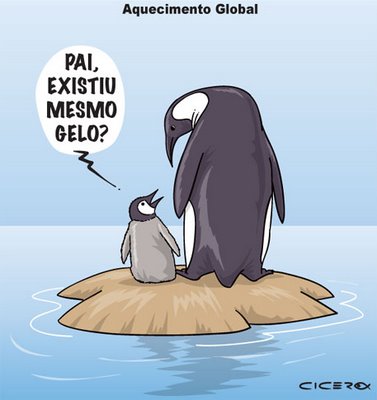 Aquecimento Global
PAI,
EXISTIU
MESMO
GELO?
CICERO